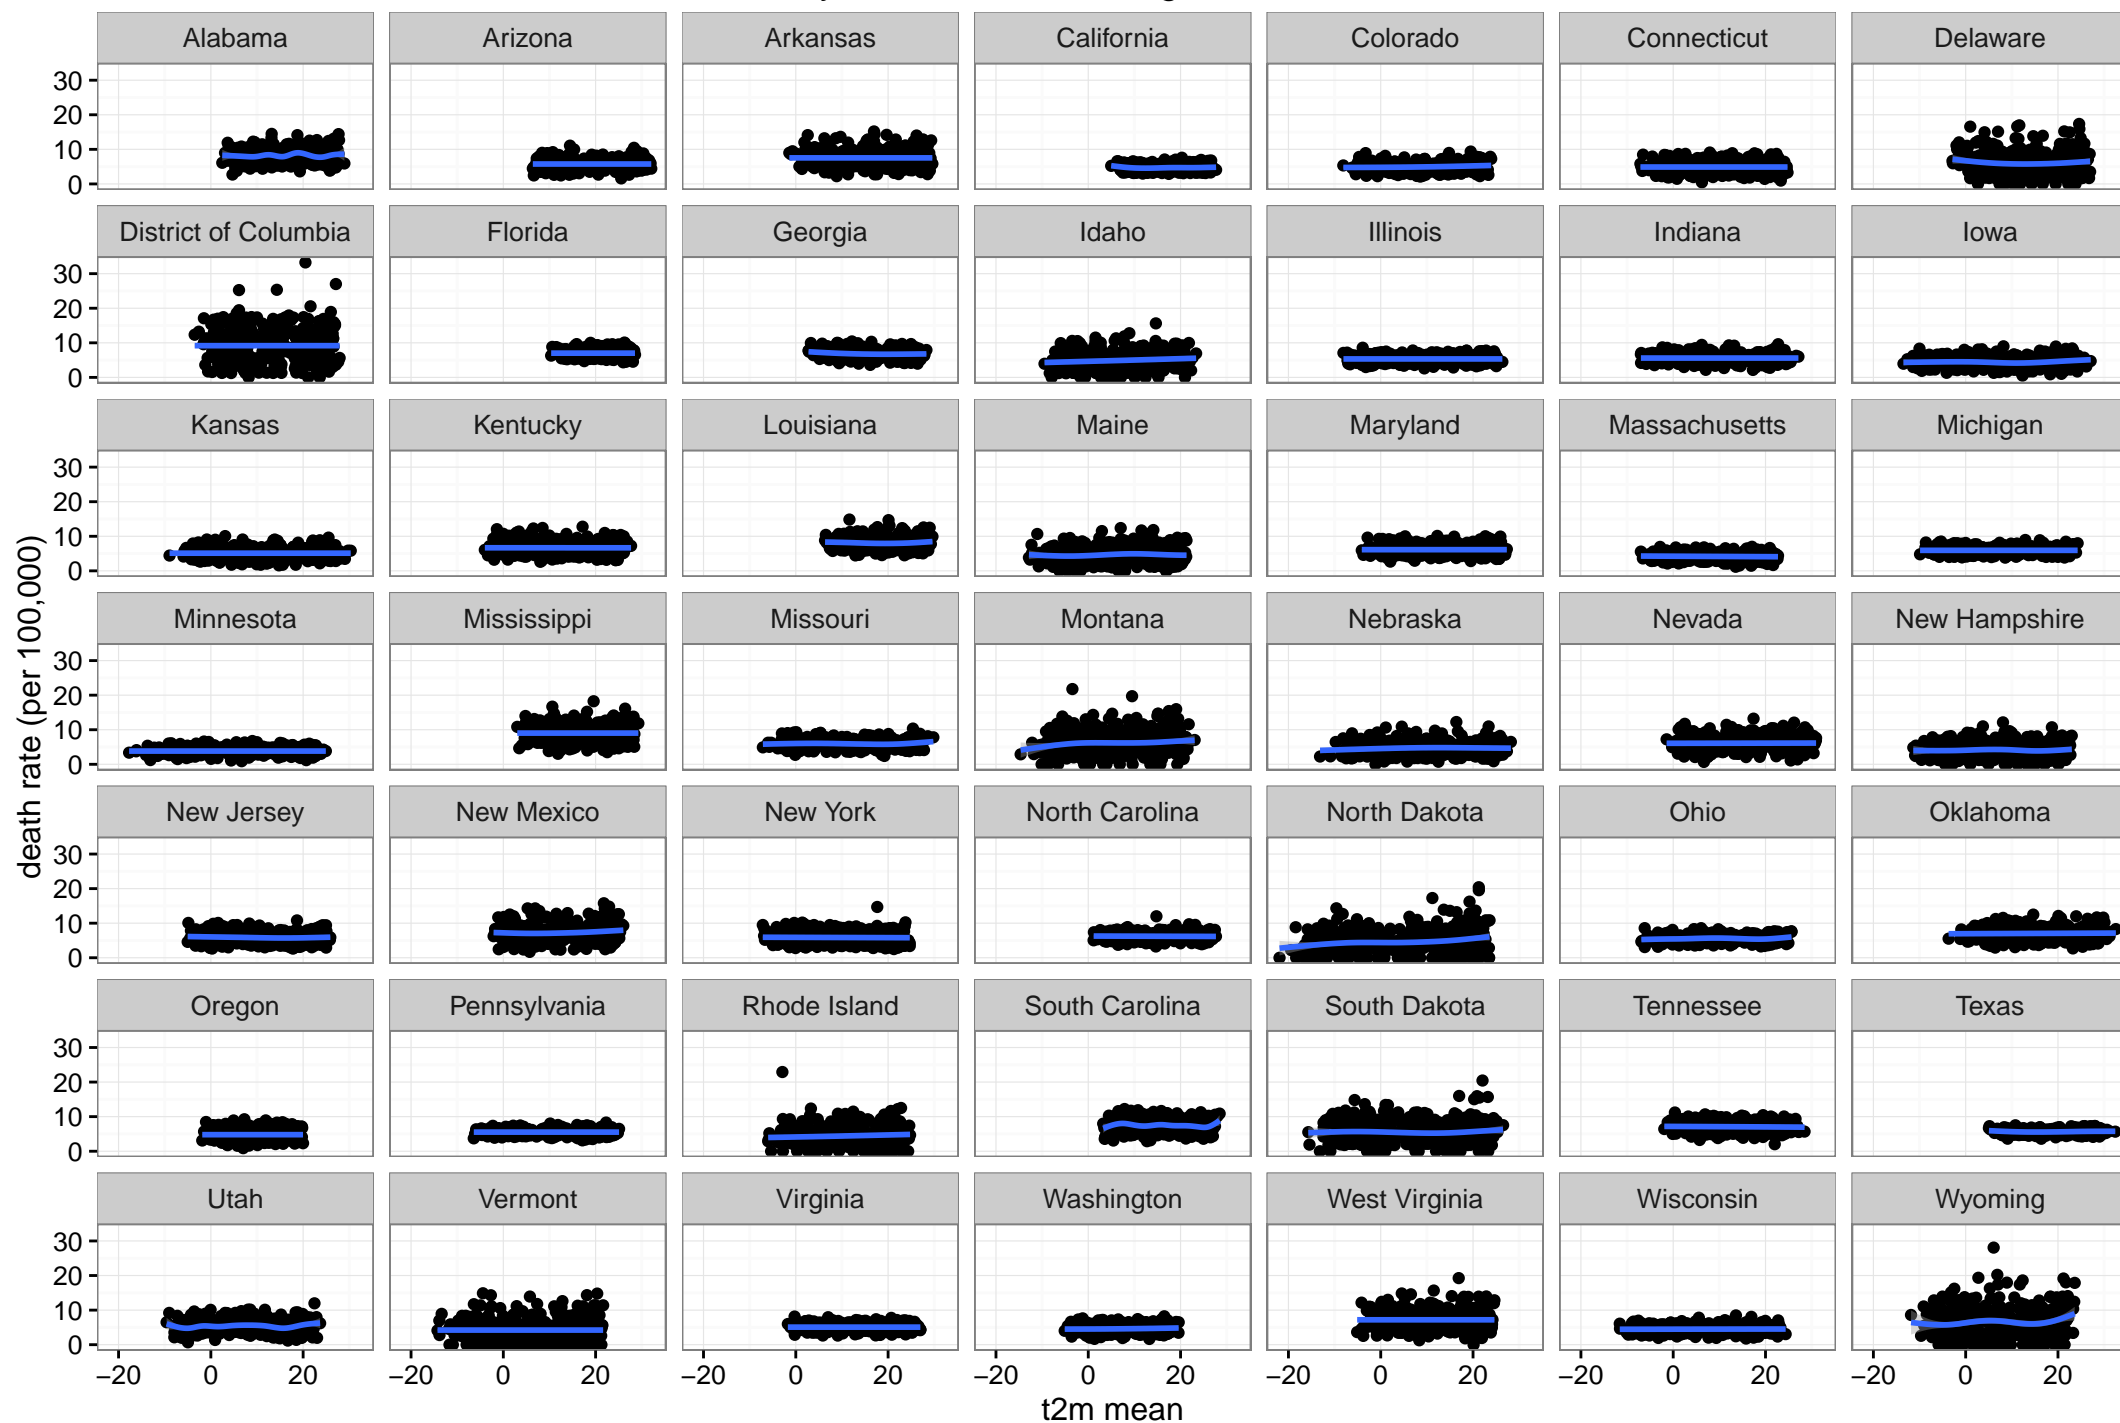 Alabama Arizona Arkansas California Colorado Connecticut Delaware
30
20
10
0
District of Columbia Florida Georgia Idaho Illinois Indiana Iowa
30
20
10
0
Kansas Kentucky Louisiana Maine Maryland Massachusetts Michigan
30
20
10
0
Minnesota Mississippi Missouri Montana Nebraska Nevada New Hampshire
30
20
10
0
New Jersey New Mexico New York North Carolina North Dakota Ohio Oklahoma
30
20
10
0
Oregon Pennsylvania Rhode Island South Carolina South Dakota Tennessee Texas
30
20
10
0
Utah Vermont Virginia Washington West Virginia Wisconsin Wyoming
30
20
10
0
−20 0 20 −20 0 20 −20 0 20 −20 0 20 −20 0 20 −20 0 20 −20 0 20
t2m mean
death rate (per 100,000)